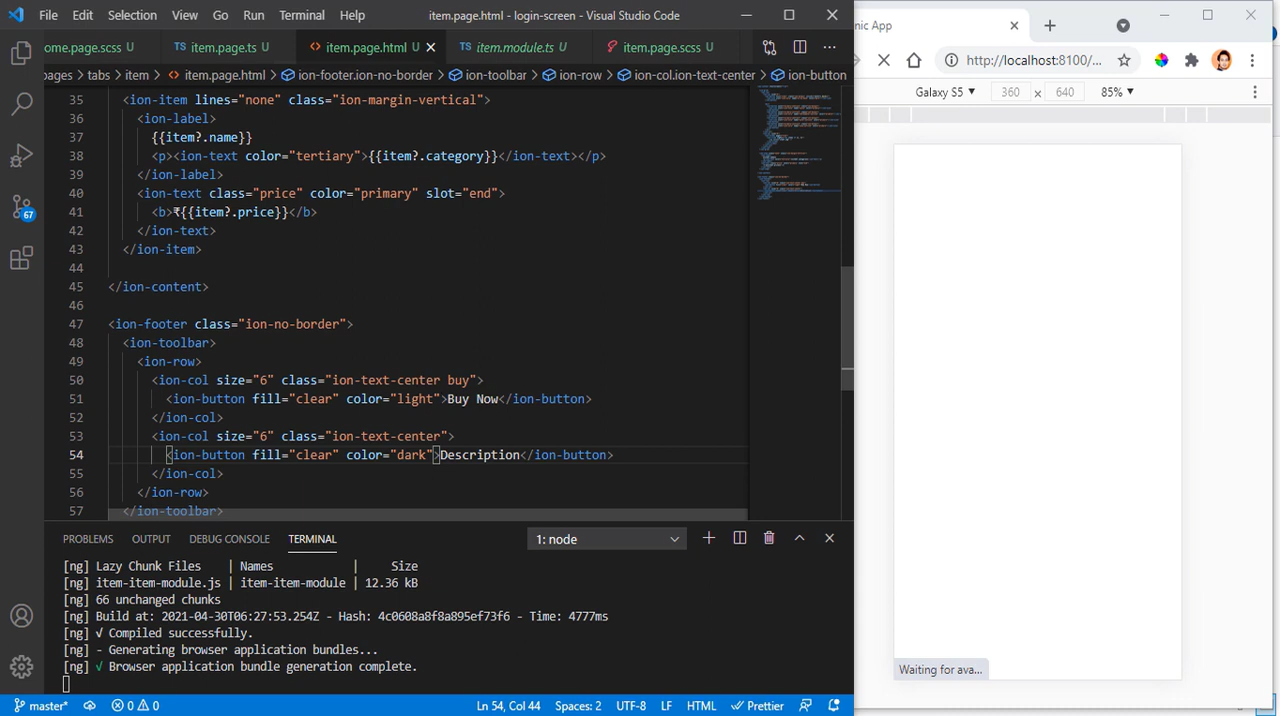 File Edit Selection View Go Run Terminal Help item.page.html - login-screen - Visual Studio Code
ome.page.scss U item.page.ts U item.page.html U item.module.ts U item.page.scss U
pages > tabs > item > item.page.html > ion-footer.ion-no-border > ion-toolbar > ion-row > ion-col.ion-text-center > ion-button
<ion-item lines="none" class="ion-margin-vertical">
<ion-label>
{{item?.name}}
<p><ion-text color="tertiary">{{item?.category}}</ion-text></p>
</ion-label>
<ion-text class="price" color="primary" slot="end">
41 <b>₹{{item?.price}}</b>
42 </ion-text>
43 </ion-item>
44
45 </ion-content>
46
47 <ion-footer class="ion-no-border">
48 <ion-toolbar>
49 <ion-row>
50 <ion-col size="6" class="ion-text-center buy">
51 <ion-button fill="clear" color="light">Buy Now</ion-button>
52 </ion-col>
53 <ion-col size="6" class="ion-text-center">
54 <ion-button fill="clear" color="dark">Description</ion-button>
55 </ion-col>
56 </ion-row>
57 </ion-toolbar>
PROBLEMS OUTPUT DEBUG CONSOLE TERMINAL 1: node
[ng] Lazy Chunk Files | Names | Size
[ng] item-item-module.js | item-item-module | 12.36 kB
[ng] 66 unchanged chunks
[ng] Build at: 2021-04-30T06:27:53.254Z - Hash: 4c0608a8f8a895ef73f6 - Time: 4777ms
[ng] √ Compiled successfully.
[ng] - Generating browser application bundles...
[ng] √ Browser application bundle generation complete.
67
master* 0 0 Ln 54, Col 44 Spaces: 2 UTF-8 LF HTML Prettier
nic App
http://localhost:8100/...
Galaxy S5 360 x 640 85%
Waiting for ava...